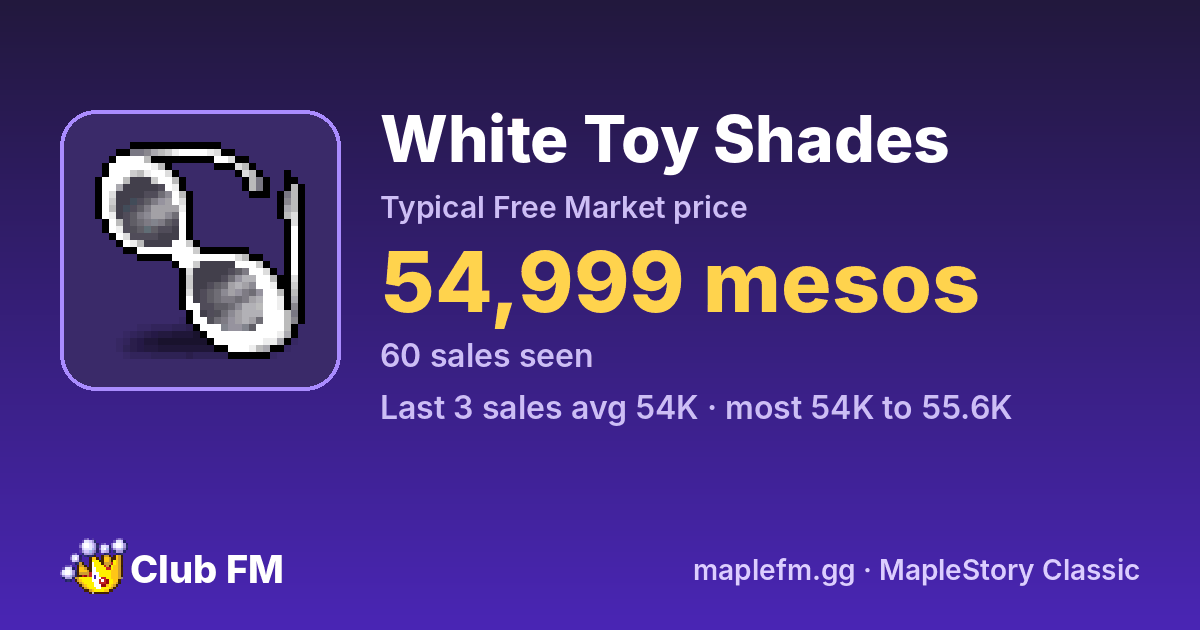 White Toy Shades
Typical Free Market price
54,999 mesos
60 sales seen
Last 3 sales avg 54K · most 54K to 55.6K
Club FM
maplefm.gg · MapleStory Classic